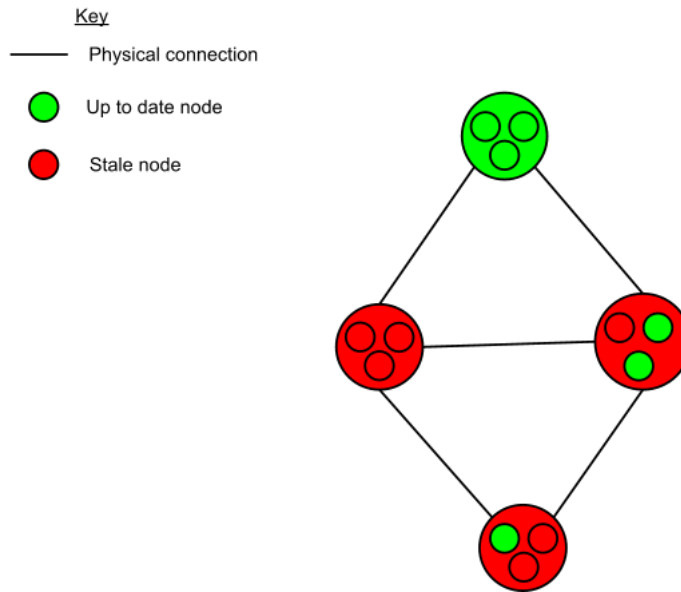 Key
Physical connection
Up to date node
Stale node